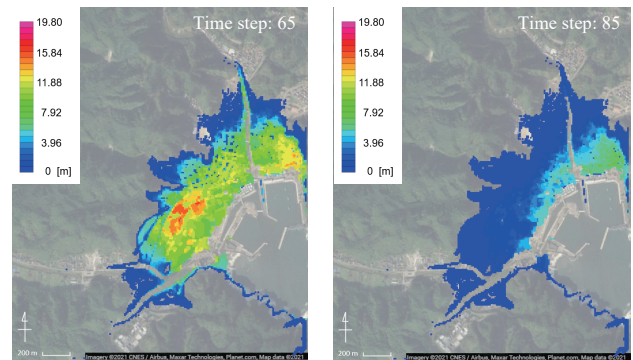 Time step: 65
19.80
15.84
11.88
7.92
3.96
0 [m]
200 m
Imagery ©2021 CNES / Airbus, Maxar Technologies, Planet.com, Map data ©2021
Time step: 85
19.80
15.84
11.88
7.92
3.96
0 [m]
200 m
Imagery ©2021 CNES / Airbus, Maxar Technologies, Planet.com, Map data ©2021